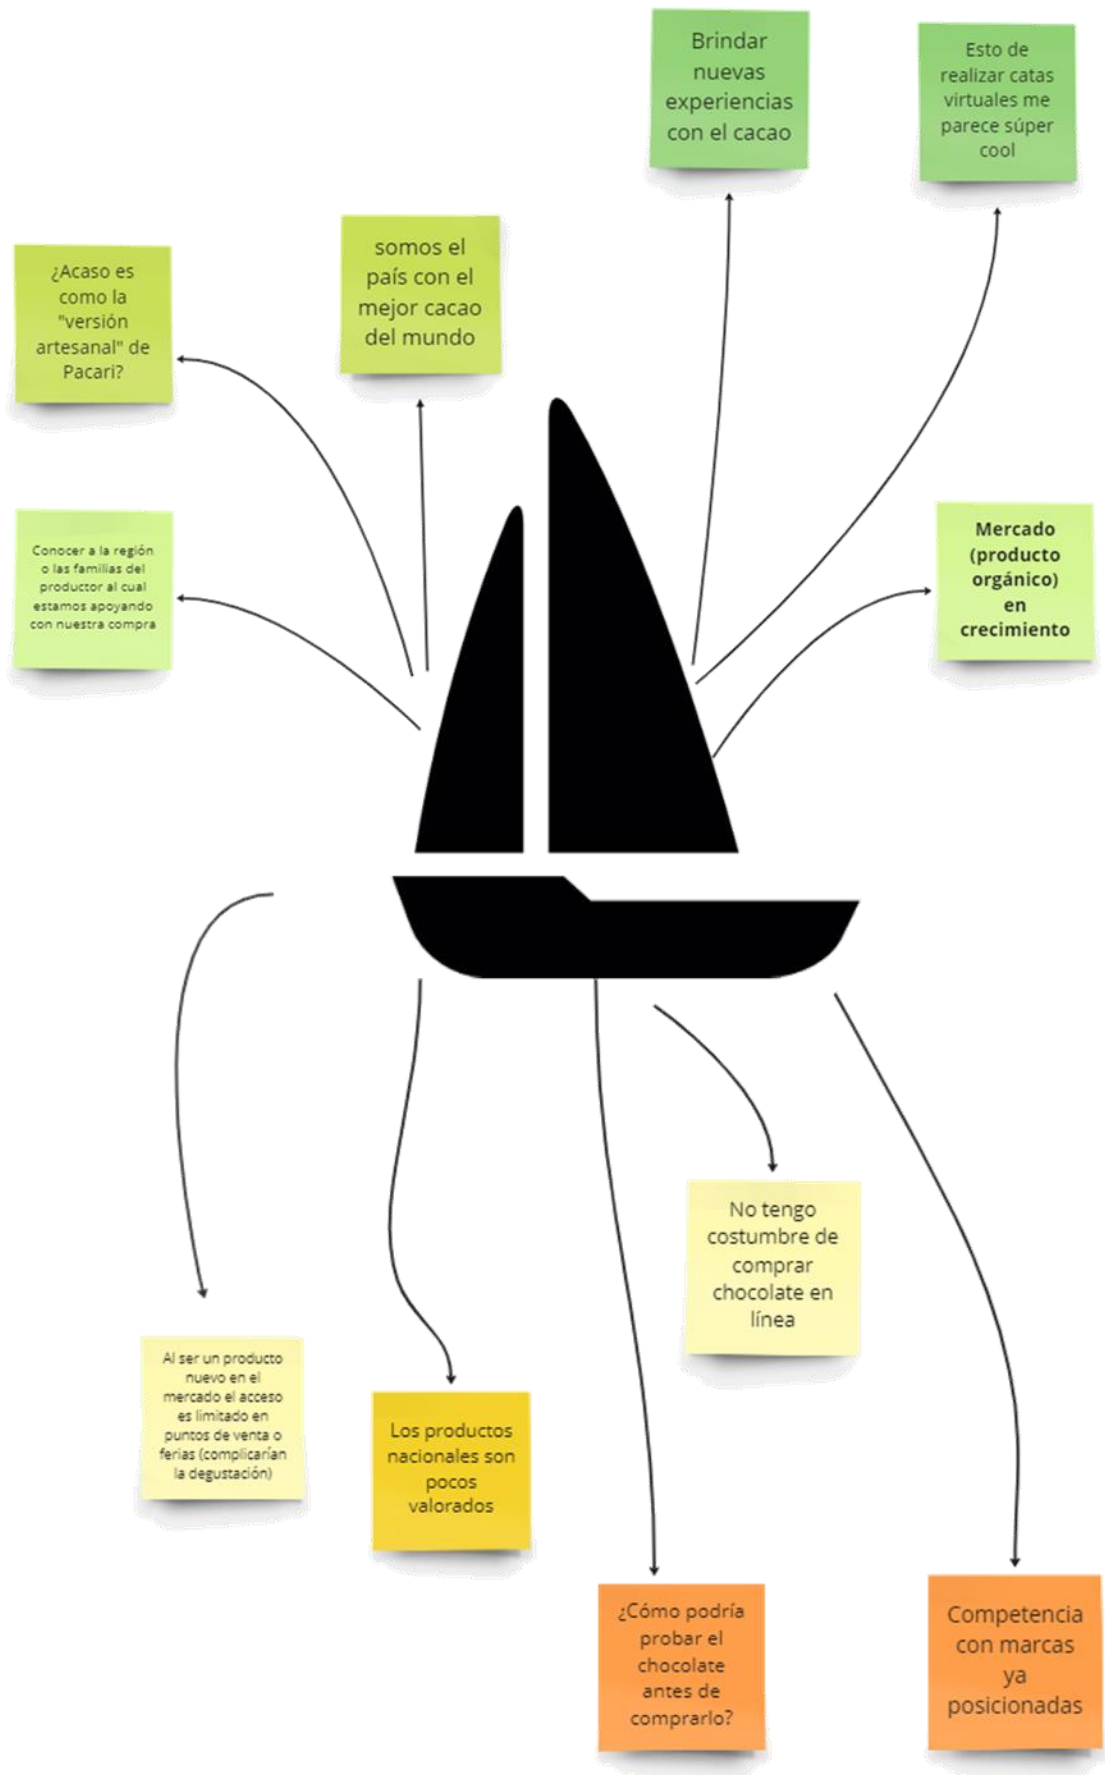 Brindar
nuevas
experiencias
con el cacao
Esto de
realizar catas
virtuales me
parece súper
cool
¿Acaso es
como la
"versión
artesanal" de
Pacari?
somos el
país con el
mejor cacao
del mundo
Conocer a la región
o las familias del
productor al cual
estamos apoyando
con nuestra compra
Mercado
(producto
orgánico)
en
crecimiento
No tengo
costumbre de
comprar
chocolate en
línea
Al ser un producto
nuevo en el
mercado el acceso
es limitado en
puntos de venta o
ferias (complicarían
la degustación)
Los productos
nacionales son
pocos
valorados
¿Cómo podría
probar el
chocolate
antes de
comprarlo?
Competencia
con marcas
ya
posicionadas